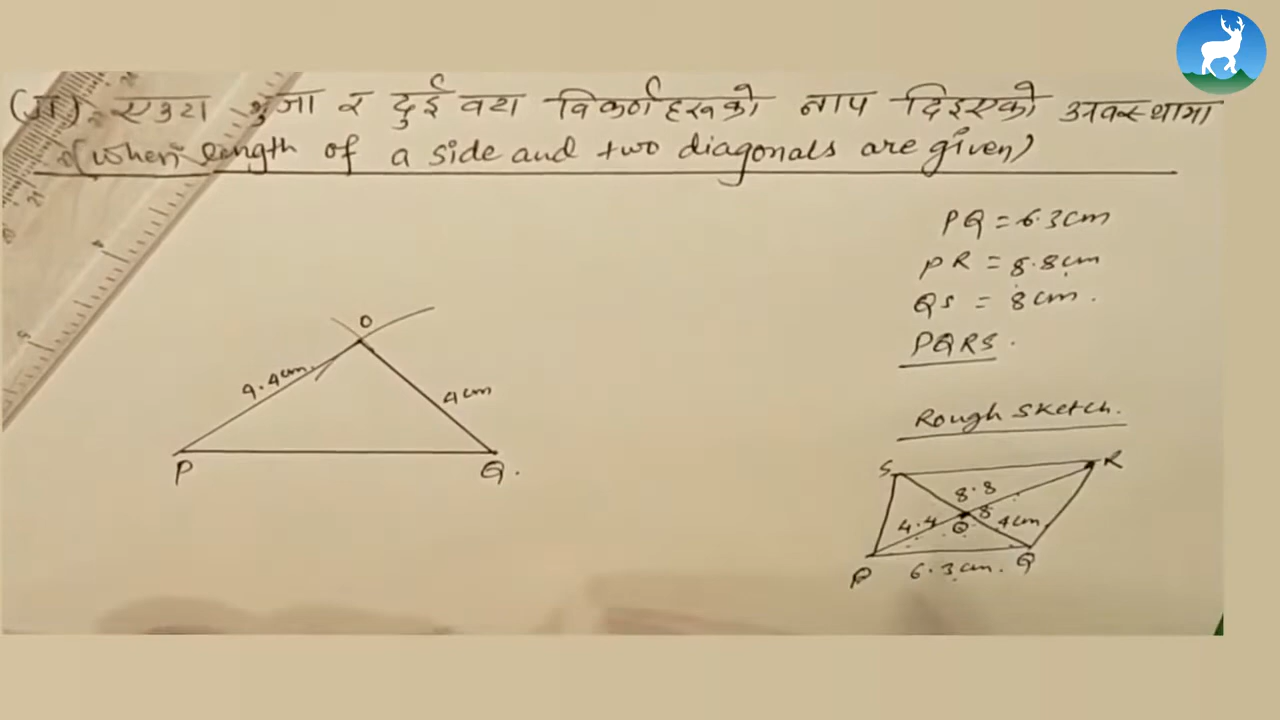 (ग) एउटा भुजा र दुई वटा विकर्णहरूको नाप दिइएको अवस्थामा
(when length of a side and two diagonals are given)
PQ = 6.3cm
PR = 8.8cm
QS = 8cm.
PQRS.
Rough Sketch.
O
4.4cm.
4cm
P
Q.
S
R
8.8
8
4.4
O
4cm
P
6.3cm.
Q